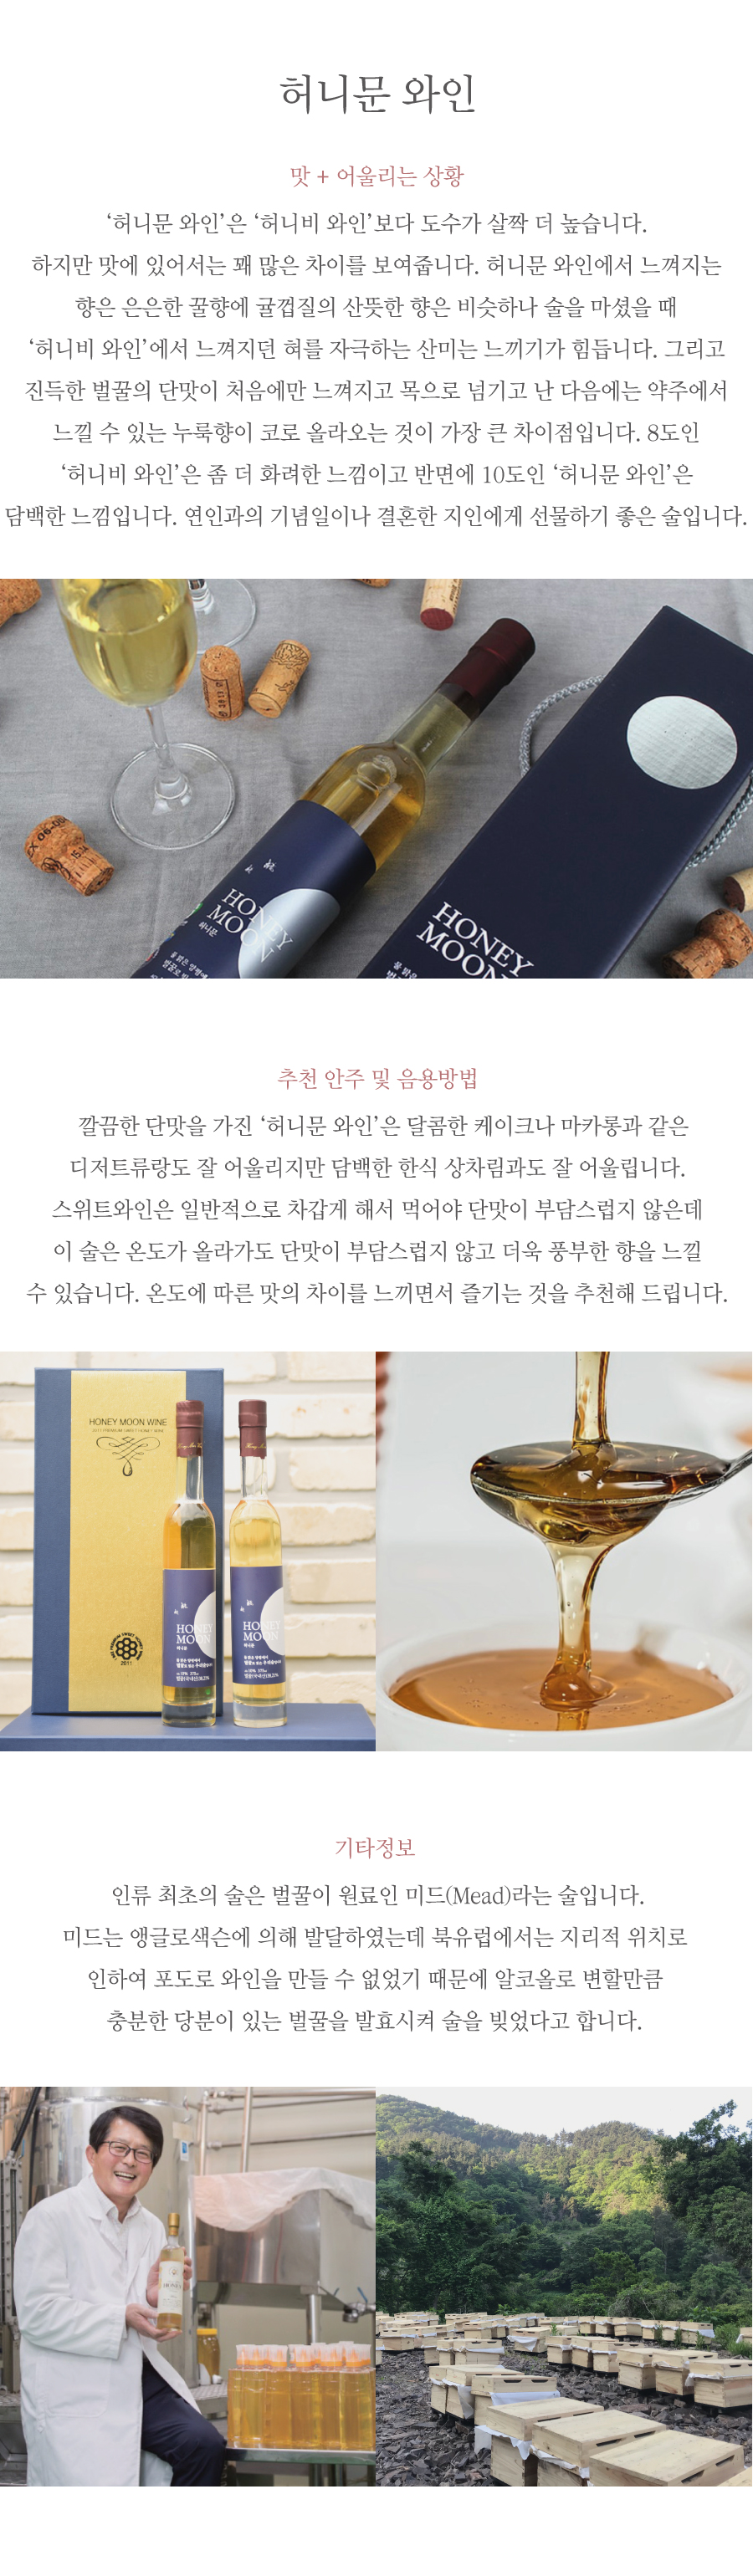 허니문 와인
맛 + 어울리는 상황
‘허니문 와인’은 ‘허니비 와인’보다 도수가 살짝 더 높습니다.
하지만 맛에 있어서는 꽤 많은 차이를 보여줍니다. 허니문 와인에서 느껴지는
향은 은은한 꿀향에 귤껍질의 산뜻한 향은 비슷하나 술을 마셨을 때
‘허니비 와인’에서 느껴지던 혀를 자극하는 산미는 느끼기가 힘듭니다. 그리고
진득한 벌꿀의 단맛이 처음에만 느껴지고 목으로 넘기고 난 다음에는 약주에서
느낄 수 있는 누룩향이 코로 올라오는 것이 가장 큰 차이점입니다. 8도인
‘허니비 와인’은 좀 더 화려한 느낌이고 반면에 10도인 ‘허니문 와인’은
담백한 느낌입니다. 연인과의 기념일이나 결혼한 지인에게 선물하기 좋은 술입니다.
HONEY
MOON
허니문
물 맑은 양평에
HONEY
MOON
물 맑은
추천 안주 및 음용방법
깔끔한 단맛을 가진 ‘허니문 와인’은 달콤한 케이크나 마카롱과 같은
디저트류랑도 잘 어울리지만 담백한 한식 상차림과도 잘 어울립니다.
스위트와인은 일반적으로 차갑게 해서 먹어야 단맛이 부담스럽지 않은데
이 술은 온도가 올라가도 단맛이 부담스럽지 않고 더욱 풍부한 향을 느낄
수 있습니다. 온도에 따른 맛의 차이를 느끼면서 즐기는 것을 추천해 드립니다.
HONEY MOON WINE
2011 PREMIUM SWEET HONEY WINE
2011
HONEY
MOON
허니문
HONEY
MOON
허니문
기타정보
인류 최초의 술은 벌꿀이 원료인 미드(Mead)라는 술입니다.
미드는 앵글로색슨에 의해 발달하였는데 북유럽에서는 지리적 위치로
인하여 포도로 와인을 만들 수 없었기 때문에 알코올로 변할만큼
충분한 당분이 있는 벌꿀을 발효시켜 술을 빚었다고 합니다.